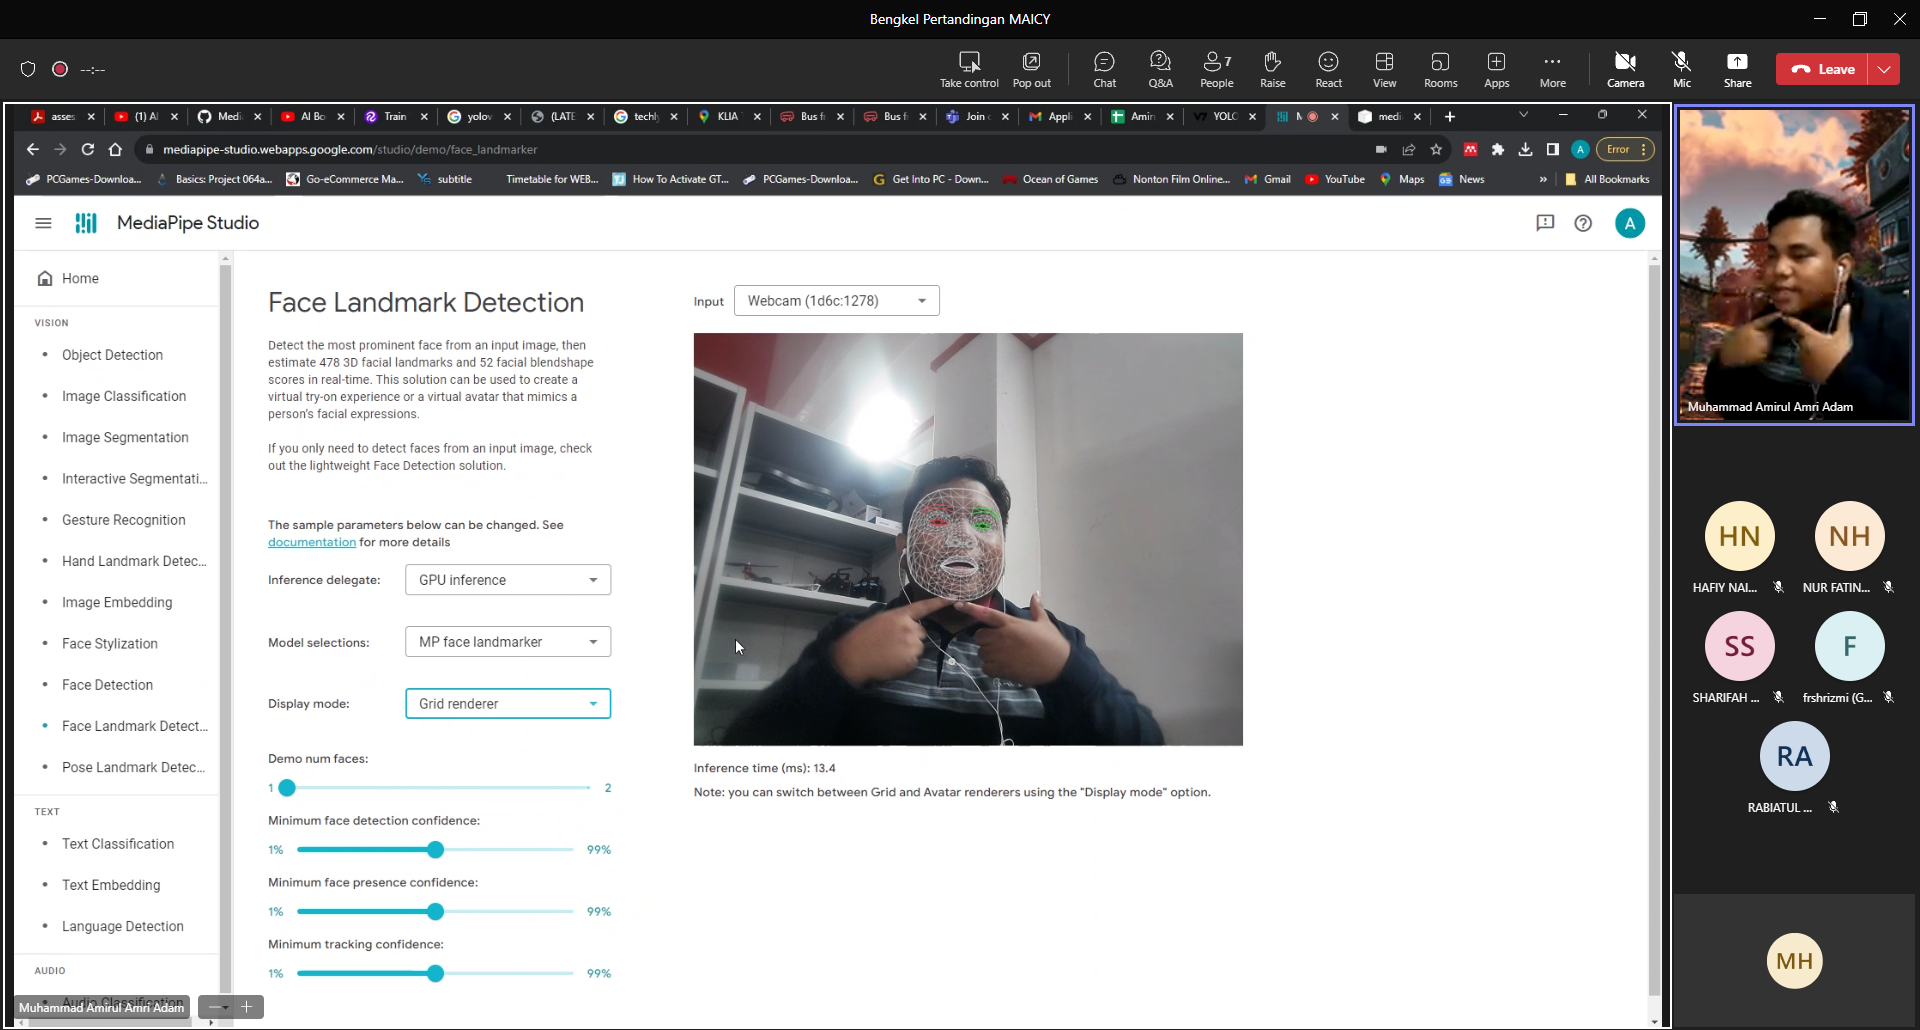 Bengkel Pertandingan MAICY
--:--
Take control
Pop out
Chat
Q&A
7
People
Raise
React
View
Rooms
Apps
More
Camera
Mic
Share
Leave
asses
(1) AI
Medi
AI Bo
Train
yolov
(LATE
techl
KLIA
Bus f
Bus f
Join
Appli
Amir
YOLC
medi
mediapipe-studio.webapps.google.com/studio/demo/face_landmarker
A
Error
PCGames-Downloa...
Basics: Project 064a...
Go-eCommerce Ma...
subtitle
Timetable for WEB...
How To Activate GT...
PCGames-Downloa...
Get Into PC - Down...
Ocean of Games
Nonton Film Online...
Gmail
YouTube
Maps
News
»
All Bookmarks
MediaPipe Studio
A
Home
VISION
Object Detection
Image Classification
Image Segmentation
Interactive Segmentati...
Gesture Recognition
Hand Landmark Detec...
Image Embedding
Face Stylization
Face Detection
Face Landmark Detect...
Pose Landmark Detec...
TEXT
Text Classification
Text Embedding
Language Detection
AUDIO
Audio Classification
Muhammad Amirul Amri Adam
Face Landmark Detection
Detect the most prominent face from an input image, then
estimate 478 3D facial landmarks and 52 facial blendshape
scores in real-time. This solution can be used to create a
virtual try-on experience or a virtual avatar that mimics a
person's facial expressions.
If you only need to detect faces from an input image, check
out the lightweight Face Detection solution.
The sample parameters below can be changed. See
documentation for more details
Inference delegate: GPU inference
Model selections: MP face landmarker
Display mode: Grid renderer
Demo num faces:
1 2
Minimum face detection confidence:
1% 99%
Minimum face presence confidence:
1% 99%
Minimum tracking confidence:
1% 99%
Input Webcam (1d6c:1278)
Inference time (ms): 13.4
Note: you can switch between Grid and Avatar renderers using the "Display mode" option.
Muhammad Amirul Amri Adam
HN
HAFIY NAI...
NH
NUR FATIN...
SS
SHARIFAH ...
F
frshrizmi (G...
RA
RABIATUL ...
MH